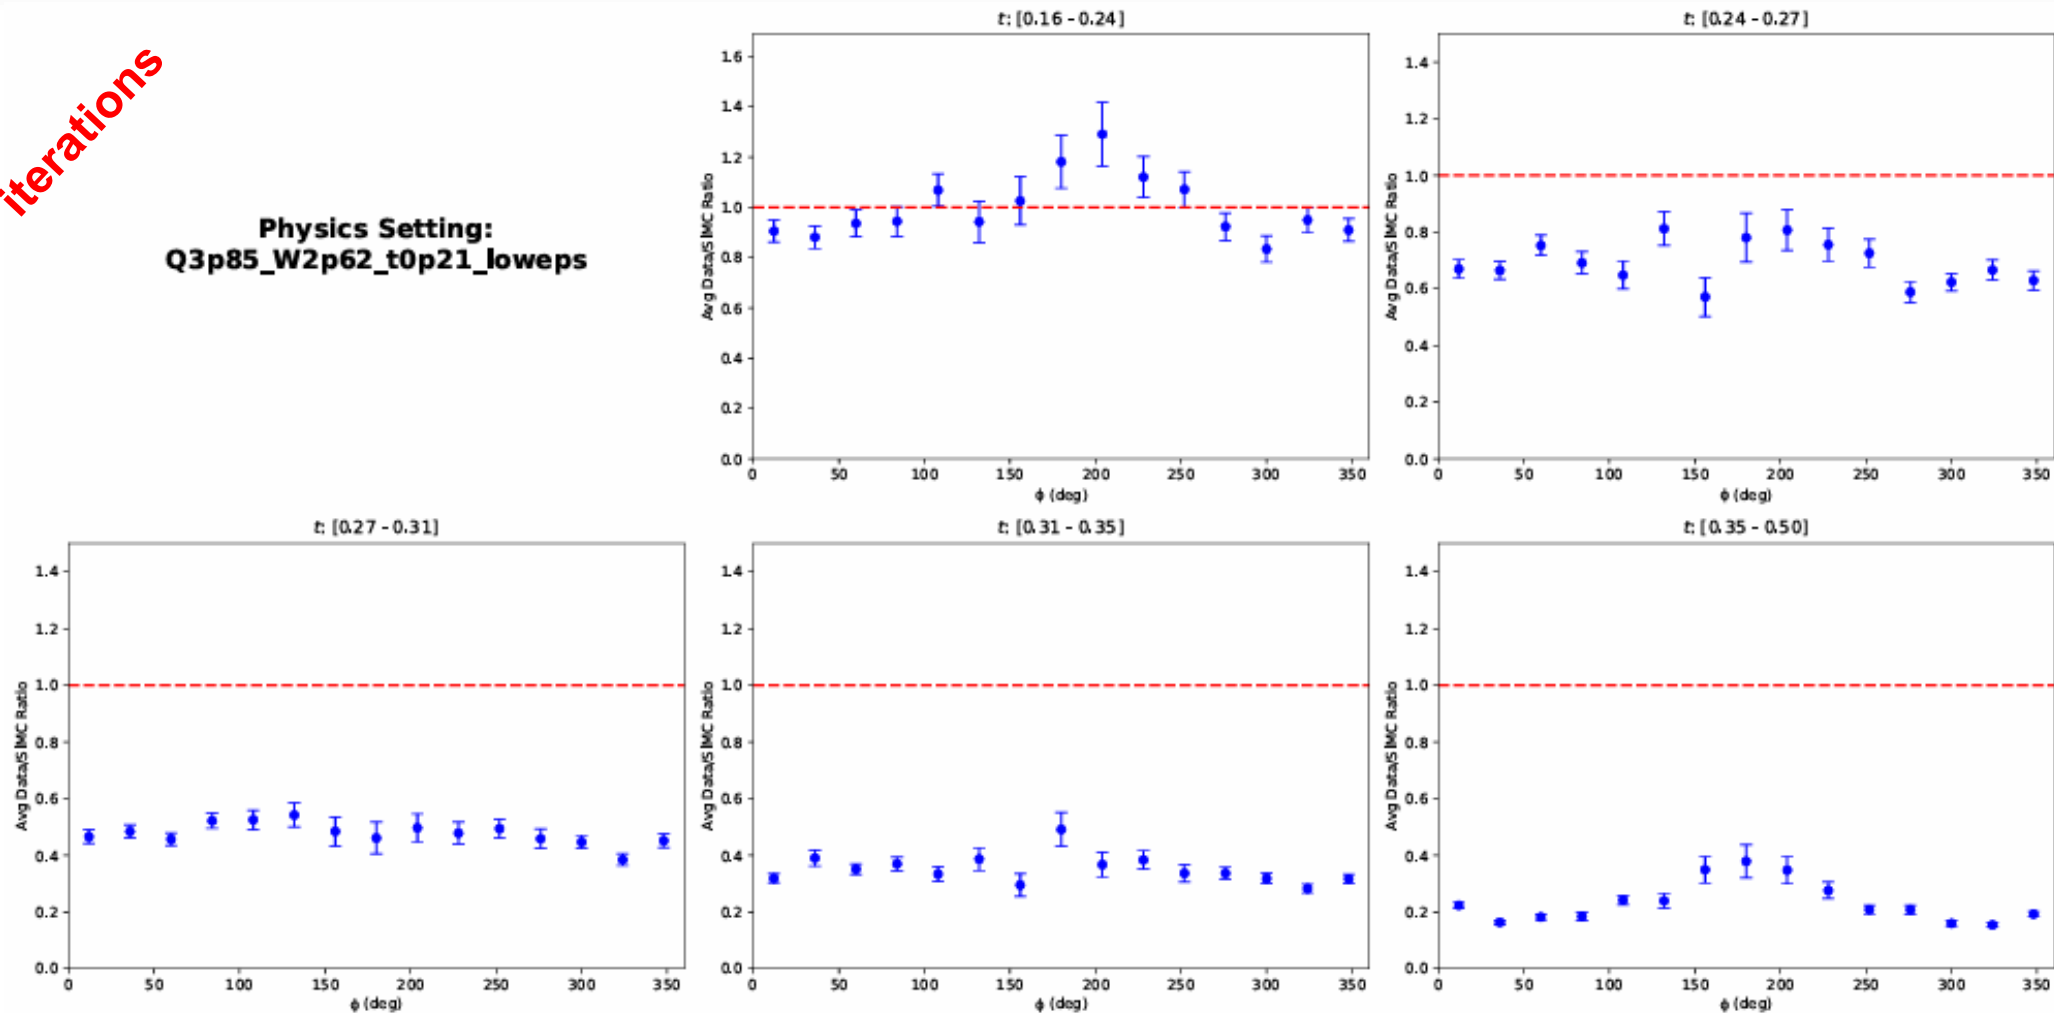 iterations
Physics Setting:
Q3p85_W2p62_t0p21_loweps
t: [0.16 - 0.24]
Avg Data/SIMC Ratio
1.6
1.4
1.2
1.0
0.8
0.6
0.4
0.2
0.0
0 50 100 150 200 250 300 350
ϕ (deg)
t: [0.24 - 0.27]
Avg Data/SIMC Ratio
1.4
1.2
1.0
0.8
0.6
0.4
0.2
0.0
0 50 100 150 200 250 300 350
ϕ (deg)
t: [0.27 - 0.31]
Avg Data/SIMC Ratio
1.4
1.2
1.0
0.8
0.6
0.4
0.2
0.0
0 50 100 150 200 250 300 350
ϕ (deg)
t: [0.31 - 0.35]
Avg Data/SIMC Ratio
1.4
1.2
1.0
0.8
0.6
0.4
0.2
0.0
0 50 100 150 200 250 300 350
ϕ (deg)
t: [0.35 - 0.50]
Avg Data/SIMC Ratio
1.4
1.2
1.0
0.8
0.6
0.4
0.2
0.0
0 50 100 150 200 250 300 350
ϕ (deg)